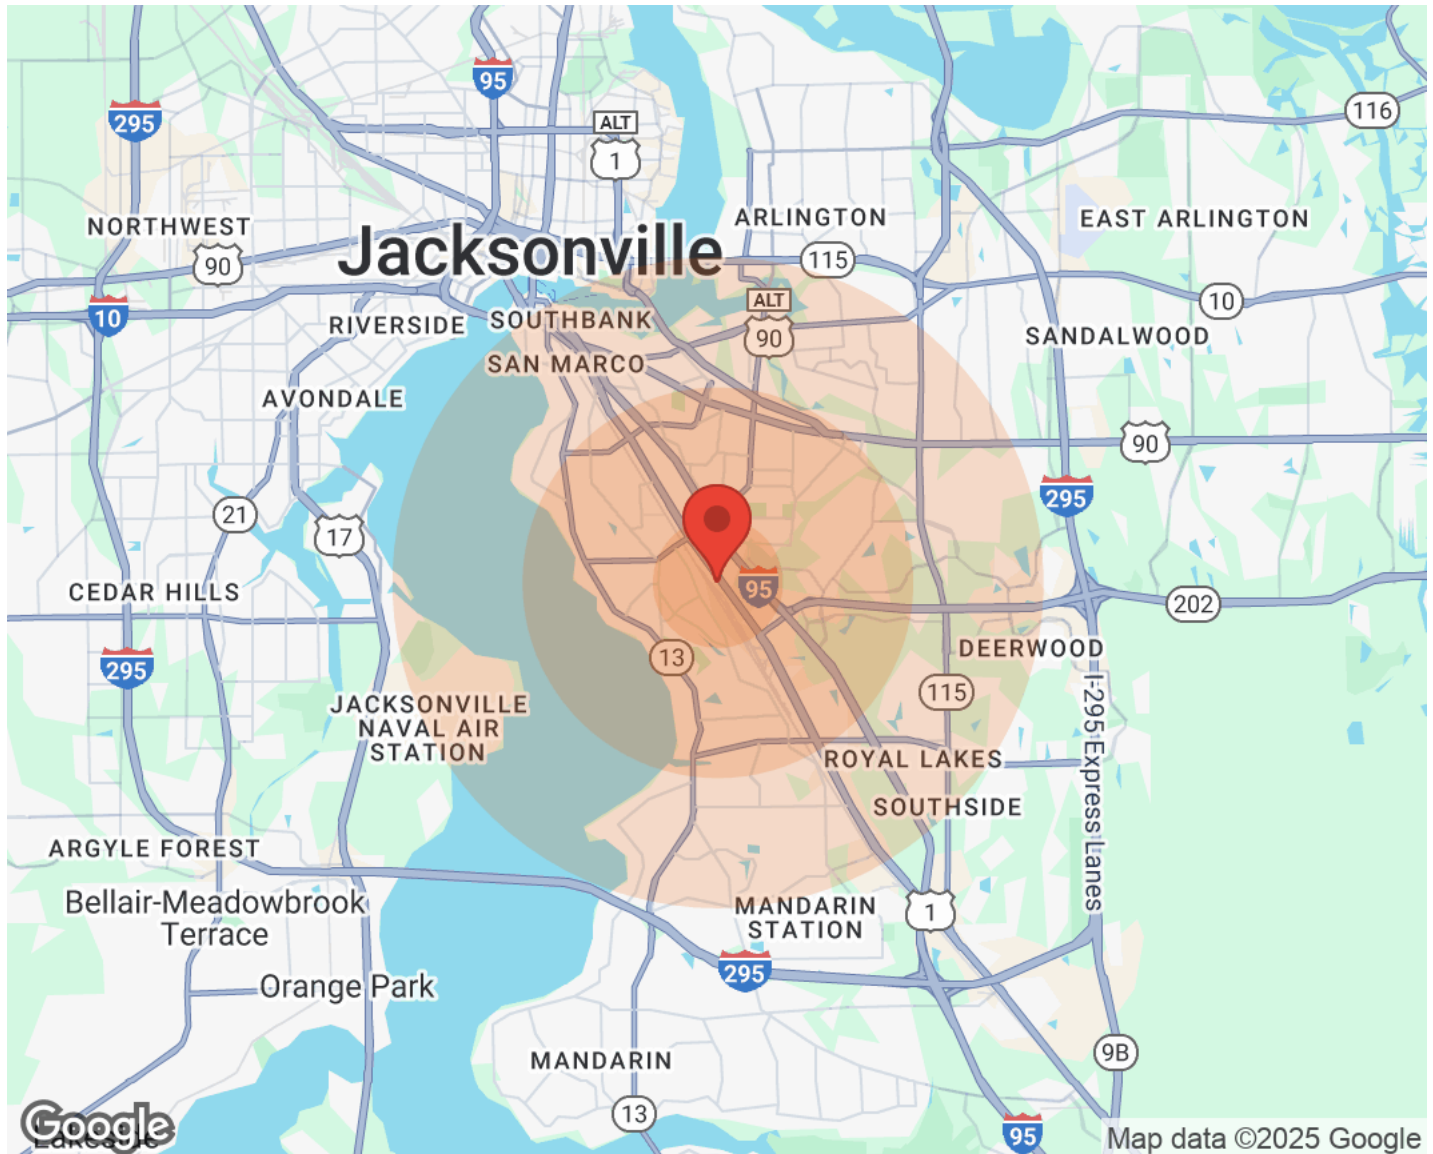 95
295
116
ALT
1
NORTHWEST
ARLINGTON
EAST ARLINGTON
Jacksonville
90
115
ALT
10
10
RIVERSIDE
SOUTHBANK
90
SANDALWOOD
SAN MARCO
AVONDALE
90
295
21
17
95
CEDAR HILLS
202
13
DEERWOOD
295
115
JACKSONVILLE
NAVAL AIR
STATION
I-295 Express Lanes
ROYAL LAKES
SOUTHSIDE
ARGYLE FOREST
Bellair-Meadowbrook
Terrace
MANDARIN
STATION
1
295
Orange Park
MANDARIN
9B
13
Google
Lakeside
95
Map data ©2025 Google